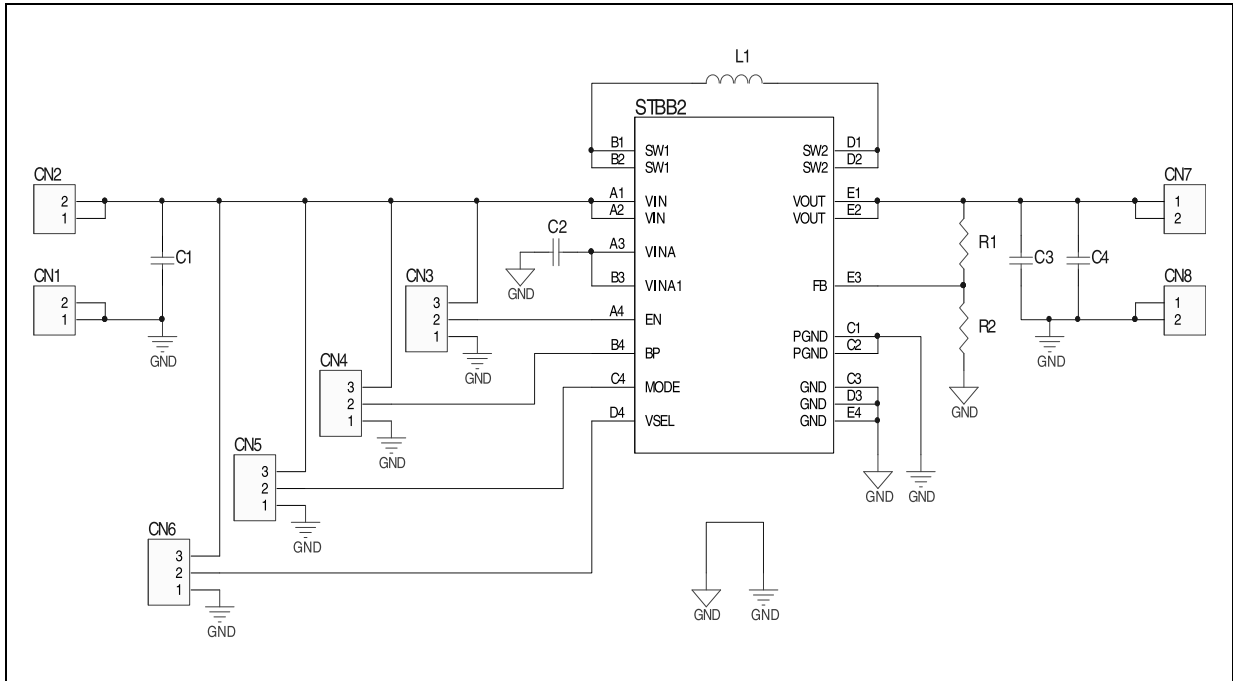 L1
STBB2
B1 SW1 SW2 D1
B2 SW1 SW2 D2
CN2
2
1
A1 VIN VOUT E1
A2 VIN VOUT E2
CN7
1
2
C1
C2
A3 VINA
GND
B3 VINA1 FB E3
R1
C3
C4
CN1
2
1
GND
CN3
3
2
1
GND
A4 EN PGND C1
PGND C2
R2
GND
CN8
1
2
GND
B4 BP
CN4
3
2
1
GND
C4 MODE GND C3
GND D3
D4 VSEL GND E4
CN5
3
2
1
GND
GND
GND
CN6
3
2
1
GND
GND
GND